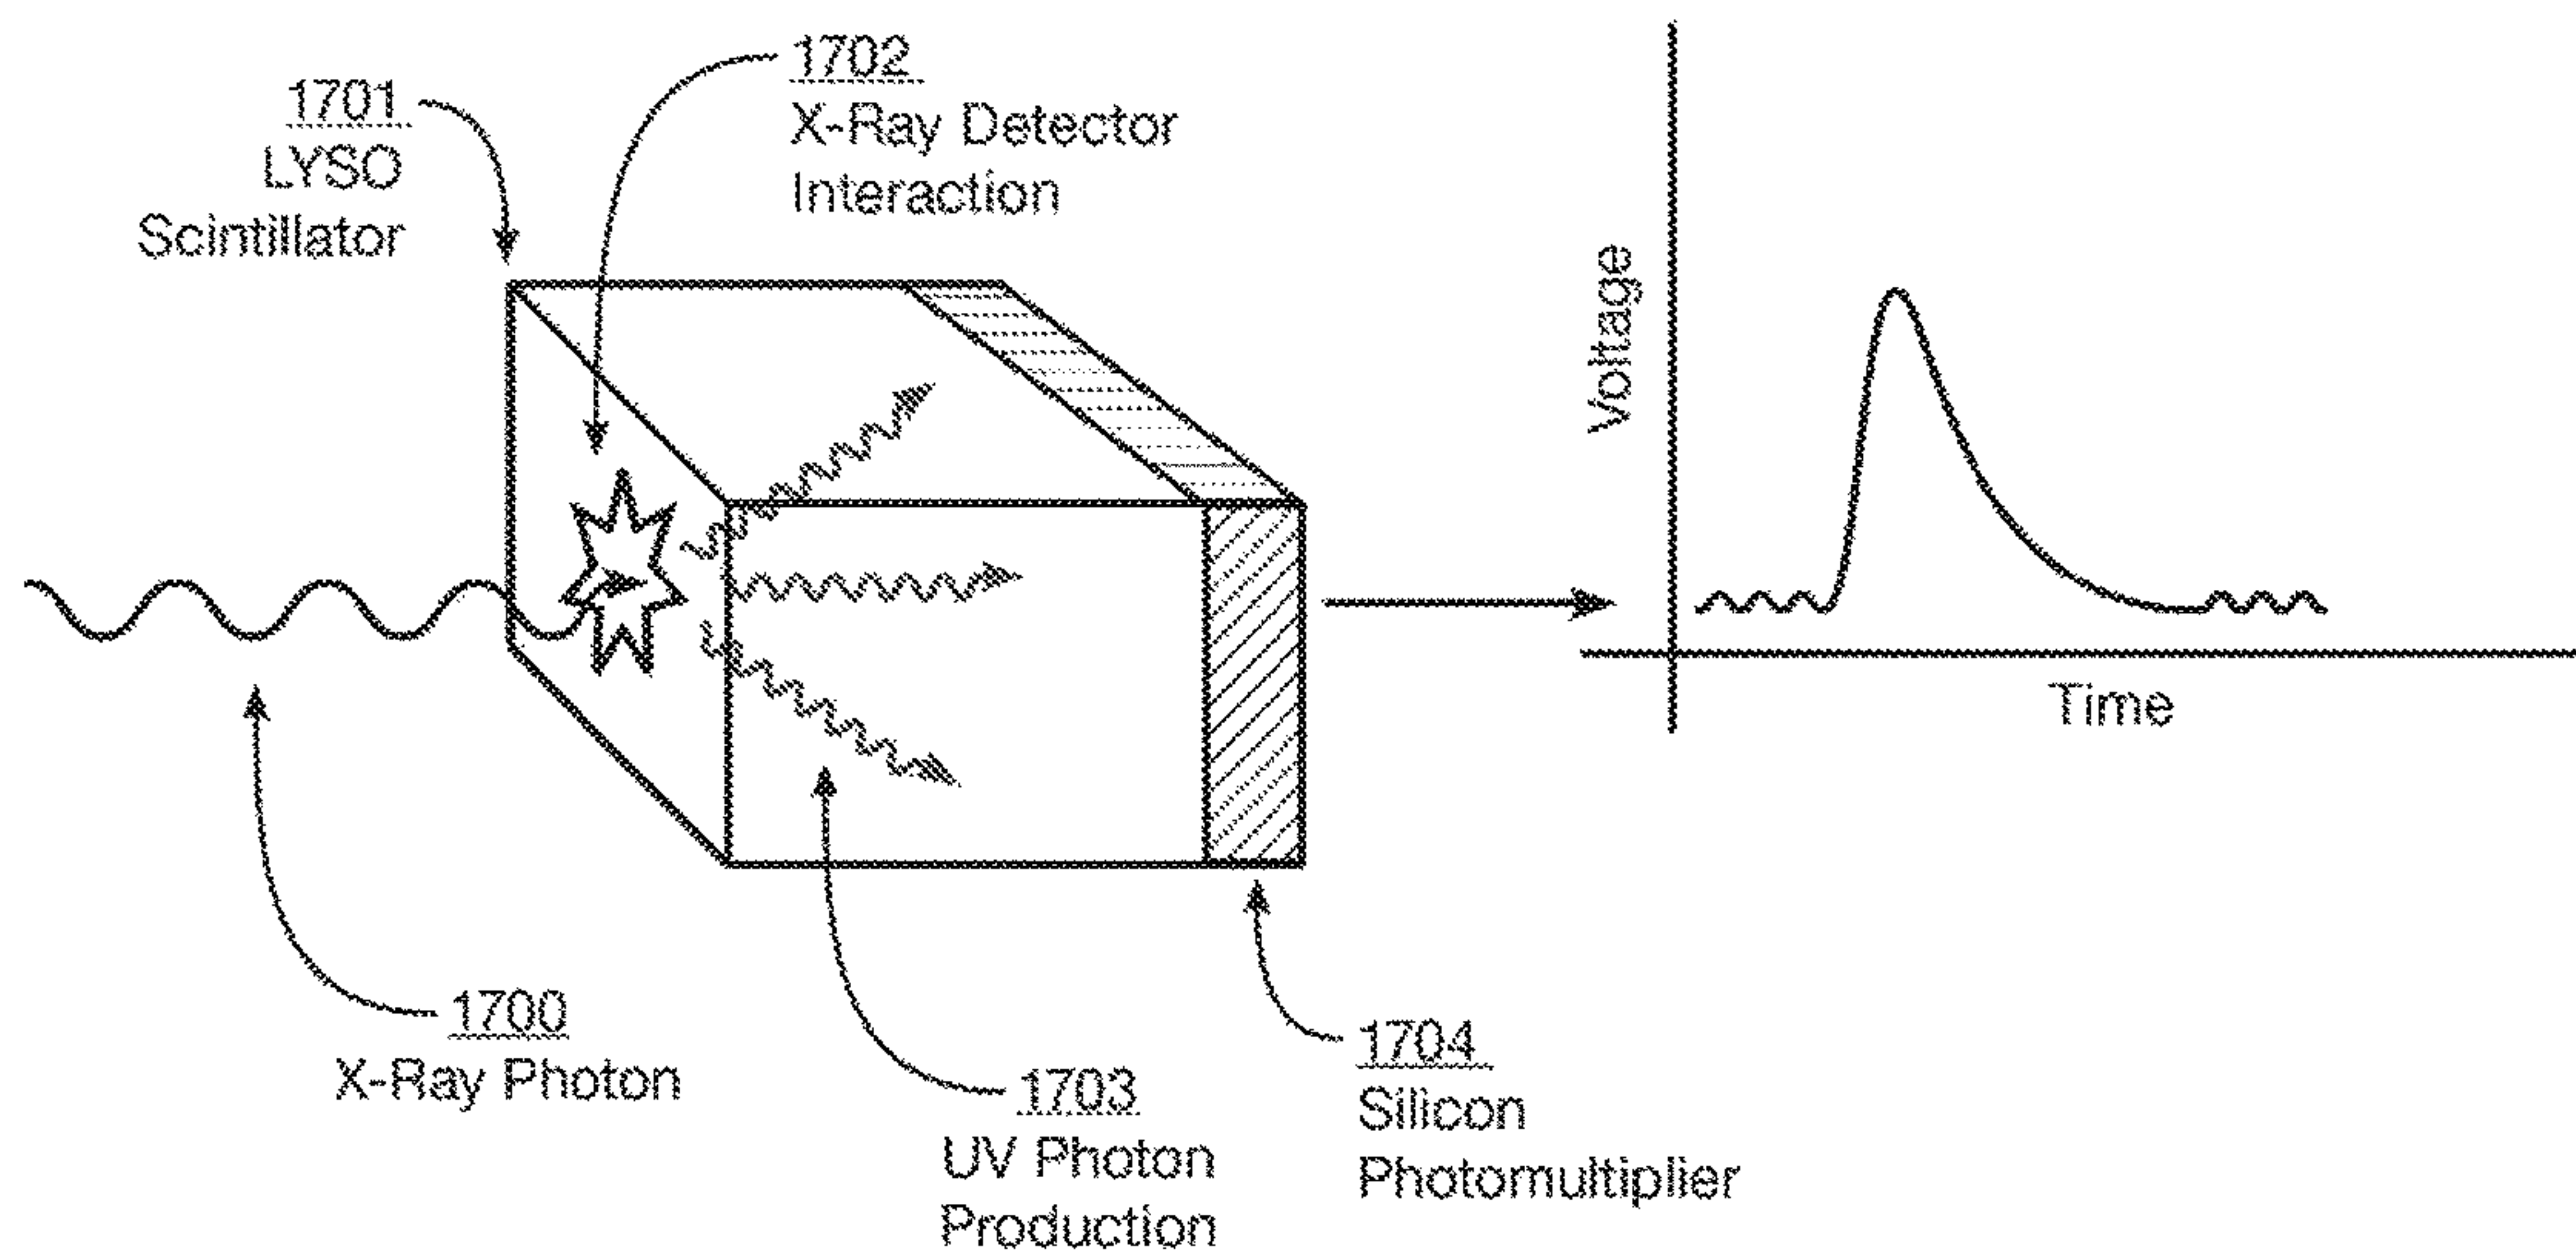 1701
LYSO
Scintillator
1702
X-Ray Detector
Interaction
Voltage
Time
1700
X-Ray Photon
1703
UV Photon
Production
1704
Silicon
Photomultiplier